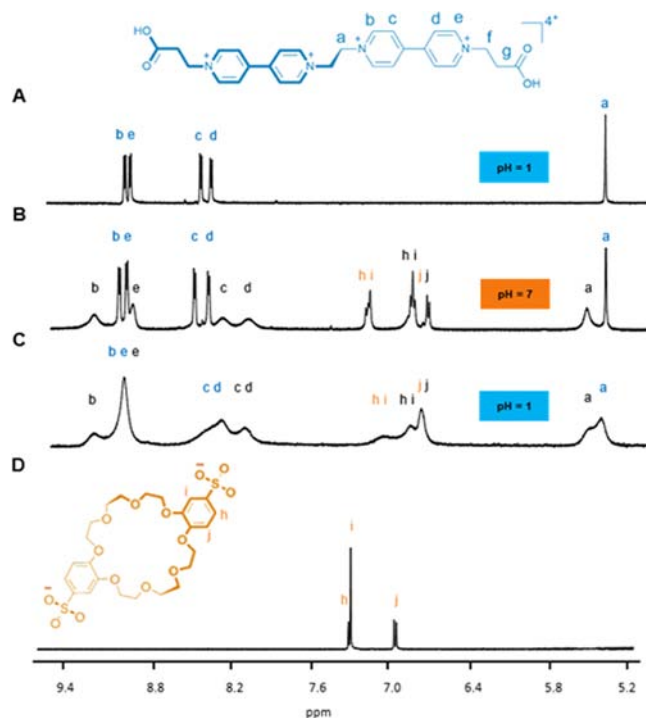 HO
O
b c d e
4+
N+ +N a +N N+ f
g O
OH
A
b e c d a
pH = 1
B
b e c d a
h i j
pH = 7
b e c d h i j a
C
b e e c d c d h i h i j j a a
b
pH = 1
D
O S O O
i
h
j
O O O O
O O O O
O O
O S O O
i
h
j
9.4 8.8 8.2 7.6 7.0 6.4 5.8 5.2
ppm